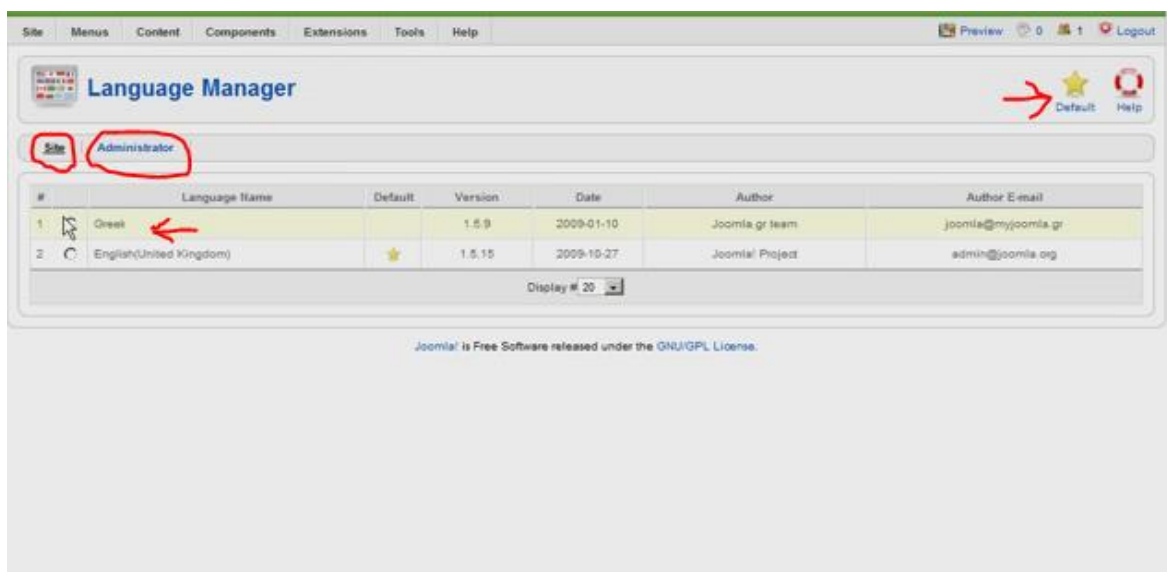 Site Menus Content Components Extensions Tools Help Preview 0 1 Logout
Language Manager
Default Help
Site Administrator
# Language Name Default Version Date Author Author E-mail
1 Greek 1.5.9 2009-01-10 Joomla.gr team joomla@myjoomla.gr
2 English(United Kingdom) 1.5.15 2009-10-27 Joomla! Project admin@joomla.org
Display # 20
Joomla! is Free Software released under the GNU/GPL License.